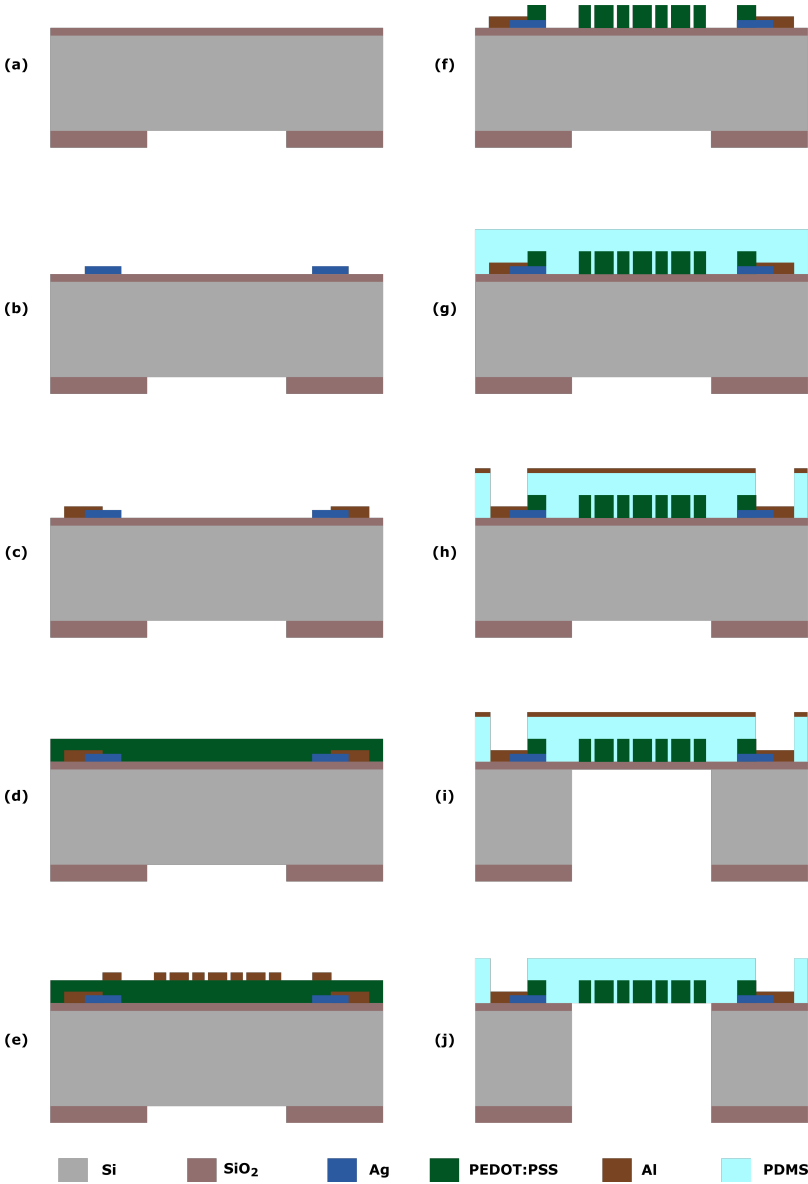 (a)
(f)
(b)
(g)
(c)
(h)
(d)
(i)
(e)
(j)
Si SiO₂ Ag PEDOT:PSS Al PDMS